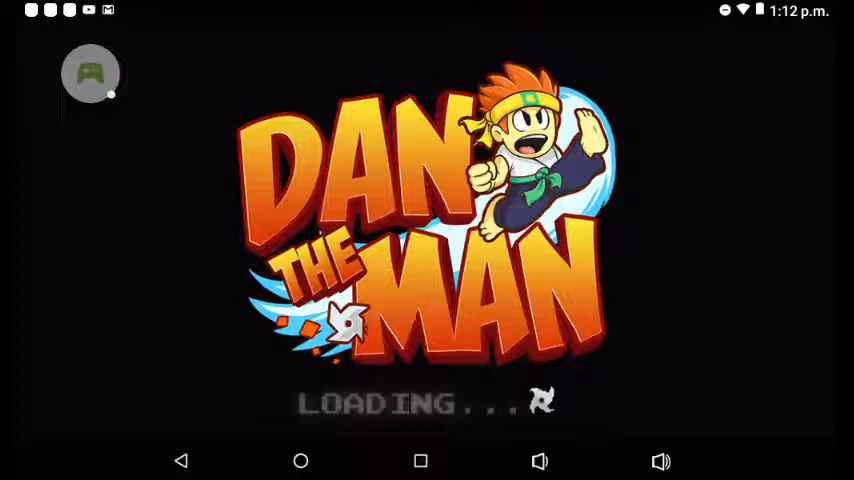 1:12 p.m.
DAN
THE
MAN
LOADING...